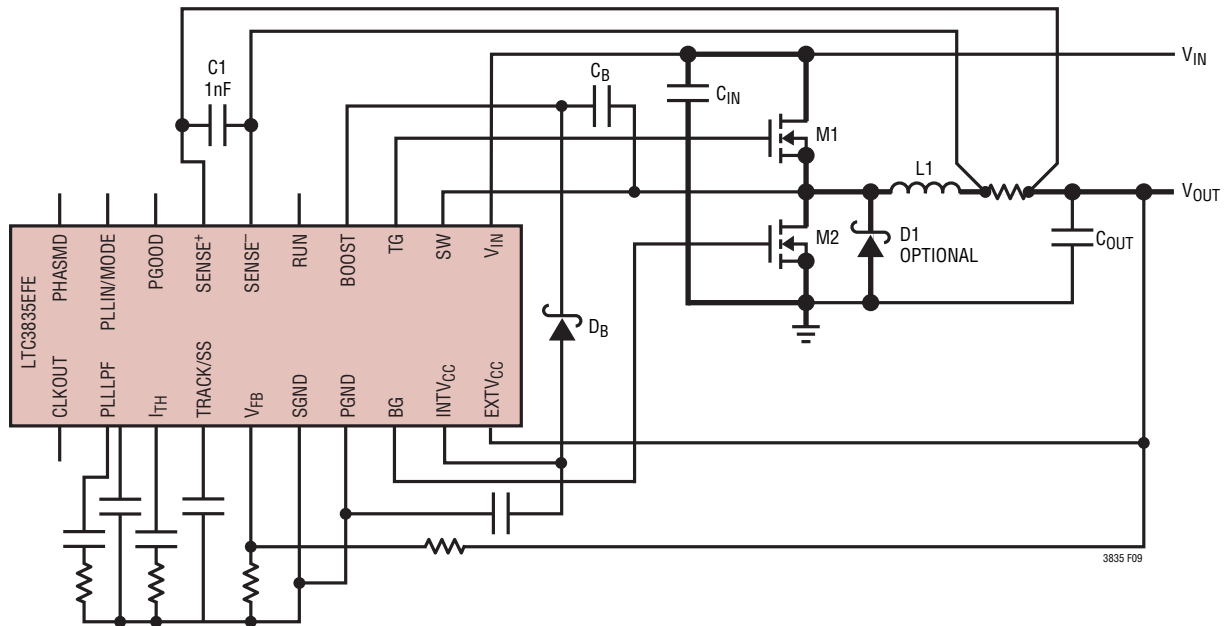 C1
1nF
C_B
C_IN
V_IN
M1
L1
V_OUT
M2
D1
OPTIONAL
C_OUT
D_B
LTC3835EFE
PHASMD
PLLIN/MODE
PGOOD
SENSE⁺
SENSE⁻
RUN
BOOST
TG
SW
V_IN
CLKOUT
PLLLPF
I_TH
TRACK/SS
V_FB
SGND
PGND
BG
INTV_CC
EXTV_CC
3835 F09